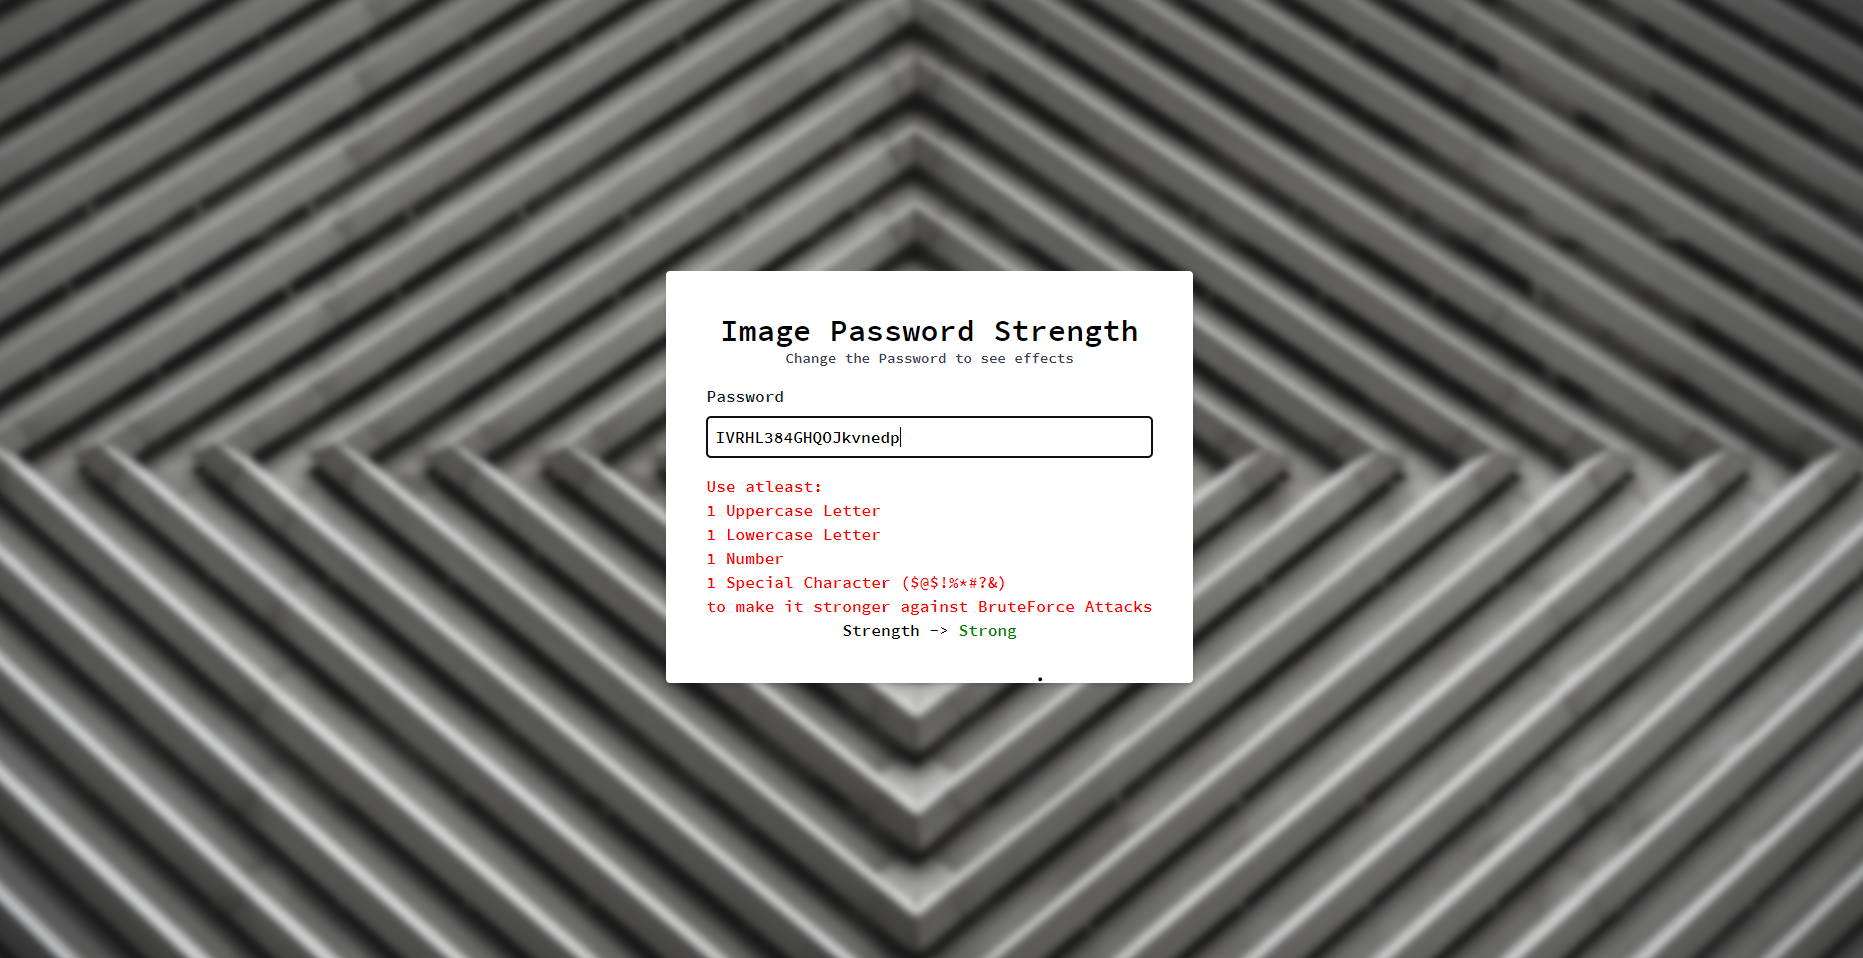 Image Password Strength
Change the Password to see effects
Password
IVRHL384GHQOJkvnedp
Use atleast:
1 Uppercase Letter
1 Lowercase Letter
1 Number
1 Special Character ($@$!%*#?&)
to make it stronger against BruteForce Attacks
Strength -> Strong
.